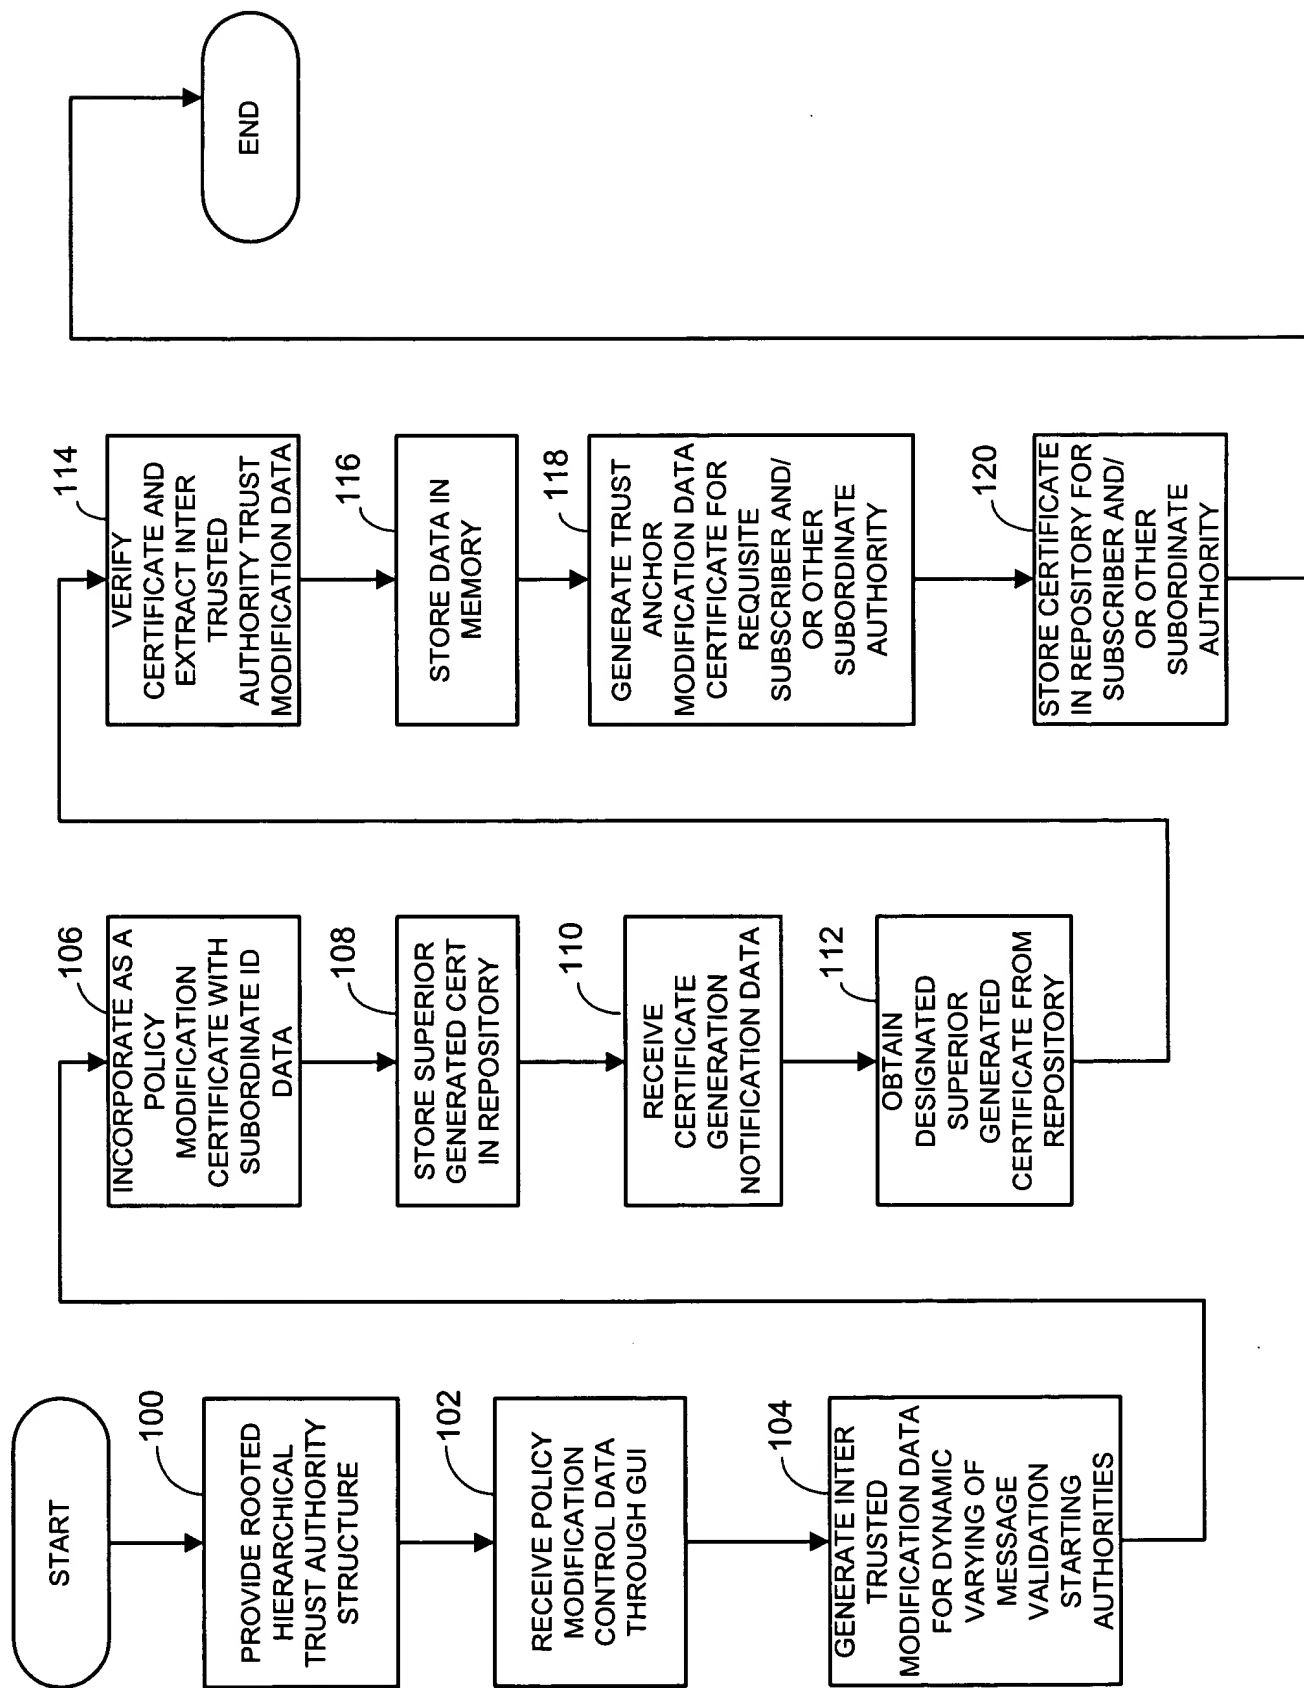 START
100
PROVIDE ROOTED
HIERARCHICAL
TRUST AUTHORITY
STRUCTURE
102
RECEIVE POLICY
MODIFICATION
CONTROL DATA
THROUGH GUI
104
GENERATE INTER
TRUSTED
MODIFICATION DATA
FOR DYNAMIC
VARYING OF
MESSAGE
VALIDATION
STARTING
AUTHORITIES
106
INCORPORATE AS A
POLICY
MODIFICATION
CERTIFICATE WITH
SUBORDINATE ID
DATA
108
STORE SUPERIOR
GENERATED CERT
IN REPOSITORY
110
RECEIVE
CERTIFICATE
GENERATION
NOTIFICATION DATA
112
OBTAIN
DESIGNATED
SUPERIOR
GENERATED
CERTIFICATE FROM
REPOSITORY
114
VERIFY
CERTIFICATE AND
EXTRACT INTER
TRUSTED
AUTHORITY TRUST
MODIFICATION DATA
116
STORE DATA IN
MEMORY
118
GENERATE TRUST
ANCHOR
MODIFICATION DATA
CERTIFICATE FOR
REQUISITE
SUBSCRIBER AND/
OR OTHER
SUBORDINATE
AUTHORITY
120
STORE CERTIFICATE
IN REPOSITORY FOR
SUBSCRIBER AND/
OR OTHER
SUBORDINATE
AUTHORITY
END